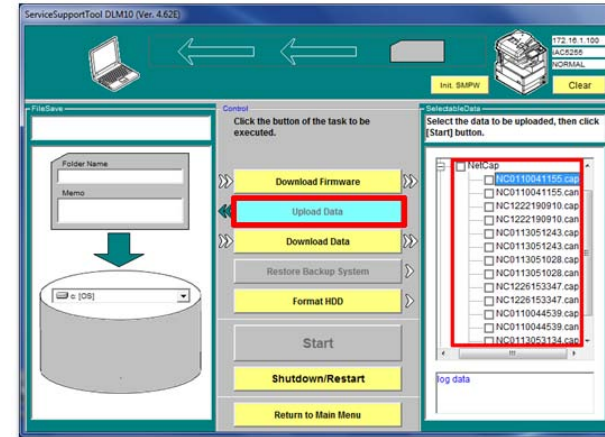 ServiceSupportTool DLM10 (Ver. 4.62E)
172.16.1.100
iAC5255
NORMAL
Init. SMPW
Clear
FileSave
Control
Click the button of the task to be
executed.
SelectableData
Select the data to be uploaded, then click
[Start] button.
Folder Name
Memo
c: [OS]
Download Firmware
Upload Data
Download Data
Restore Backup System
Format HDD
Start
Shutdown/Restart
Return to Main Menu
NetCap
NC0110041155.cap
NC0110041155.can
NC1222190910.cap
NC1222190910.can
NC0113051243.cap
NC0113051243.can
NC0113051028.cap
NC0113051028.can
NC1226153347.cap
NC1226153347.can
NC0110044539.cap
NC0110044539.can
NC0113053134.cap
log data